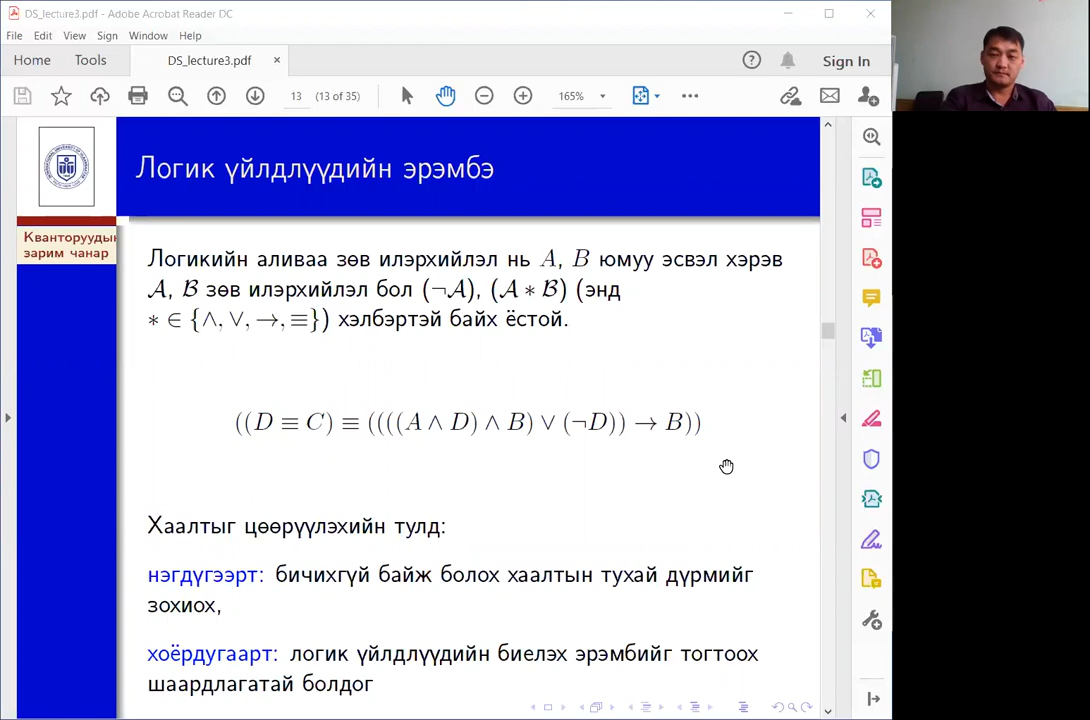 DS_lecture3.pdf - Adobe Acrobat Reader DC
File Edit View Sign Window Help
Home Tools DS_lecture3.pdf × Sign In
13 (13 of 35) 165%
Логик үйлдлүүдийн эрэмбэ
Кванторуудын
зарим чанар
Логикийн аливаа зөв илэрхийлэл нь A, B юмуу эсвэл хэрэв
𝒜, ℬ зөв илэрхийлэл бол (¬𝒜), (𝒜 ∗ ℬ) (энд
∗ ∈ {∧, ∨, →, ≡}) хэлбэртэй байх ёстой.
((D ≡ C) ≡ ((((A ∧ D) ∧ B) ∨ (¬D)) → B))
Хаалтыг цөөрүүлэхийн тулд:
нэгдүгээрт: бичихгүй байж болох хаалтын тухай дүрмийг
зохиох,
хоёрдугаарт: логик үйлдлүүдийн биелэх эрэмбийг тогтоох
шаардлагатай болдог